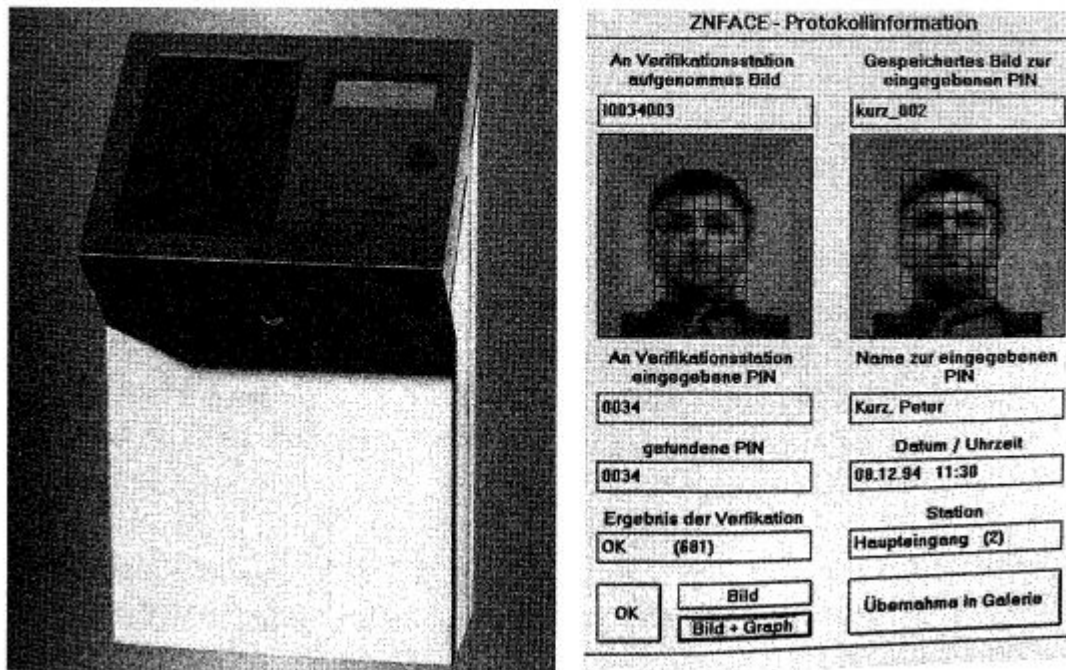 ZNFACE - Protokollinformation
An Verifikationsstation
aufgenommes Bild
I0034003
Gespeichertes Bild zur
eingegebenen PIN
kurz_002
An Verifikationsstation
eingegebene PIN
0034
Name zur eingegebenen
PIN
Kurz, Peter
gefundene PIN
0034
Datum / Uhrzeit
08.12.94 11:30
Ergebnis der Verfikation
OK (681)
Station
Haupteingang (2)
OK
Bild
Bild + Graph
Übernahme in Galerie